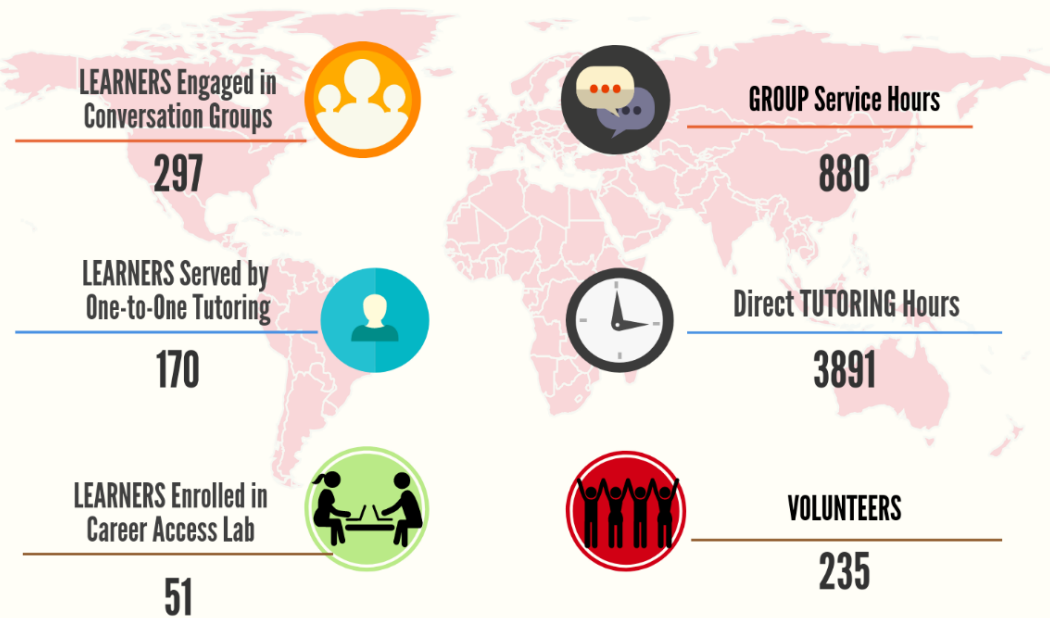 LEARNERS Engaged in
Conversation Groups
297
GROUP Service Hours
880
LEARNERS Served by
One-to-One Tutoring
170
Direct TUTORING Hours
3891
LEARNERS Enrolled in
Career Access Lab
51
VOLUNTEERS
235